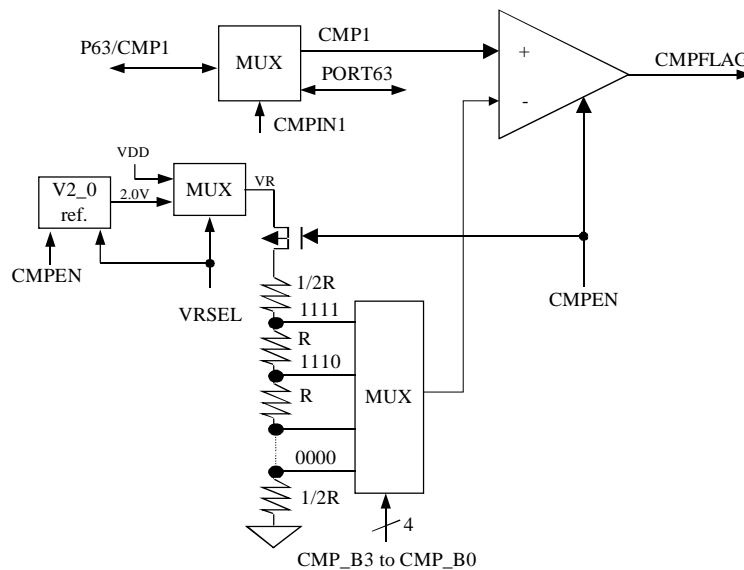 P63/CMP1
MUX
CMP1
PORT63
CMPIN1
+
-
CMPFLAG
VDD
V2_0
ref.
2.0V
MUX
VR
CMPEN
VRSEL
CMPEN
1/2R
1111
R
1110
R
MUX
0000
1/2R
4
CMP_B3 to CMP_B0